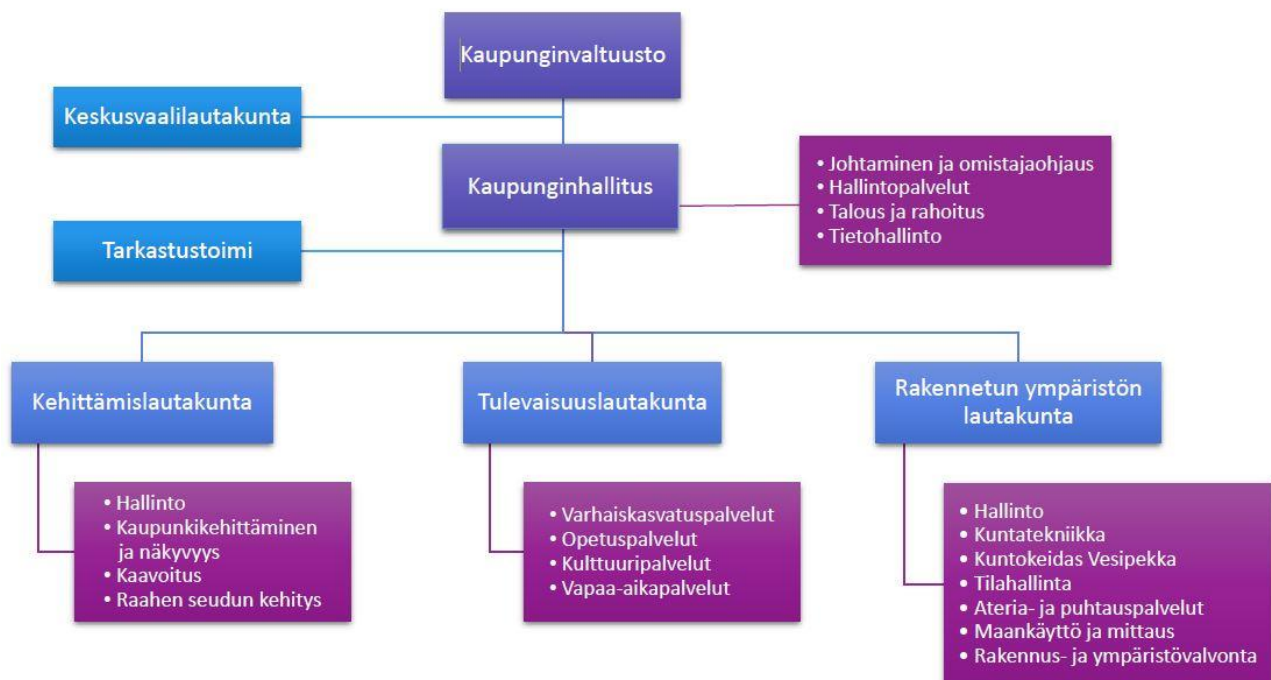 Kaupunginvaltuusto
Keskusvaalilautakunta
Kaupunginhallitus
• Johtaminen ja omistajaohjaus
• Hallintopalvelut
• Talous ja rahoitus
• Tietohallinto
Tarkastustoimi
Kehittämislautakunta
• Hallinto
• Kaupunkikehittäminen
ja näkyvyys
• Kaavoitus
• Raahen seudun kehitys
Tulevaisuuslautakunta
• Varhaiskasvatuspalvelut
• Opetuspalvelut
• Kulttuuripalvelut
• Vapaa-aikapalvelut
Rakennetun ympäristön
lautakunta
• Hallinto
• Kuntatekniikka
• Kuntokeidas Vesipekka
• Tilahallinta
• Ateria- ja puhtauspalvelut
• Maankäyttö ja mittaus
• Rakennus- ja ympäristövalvonta